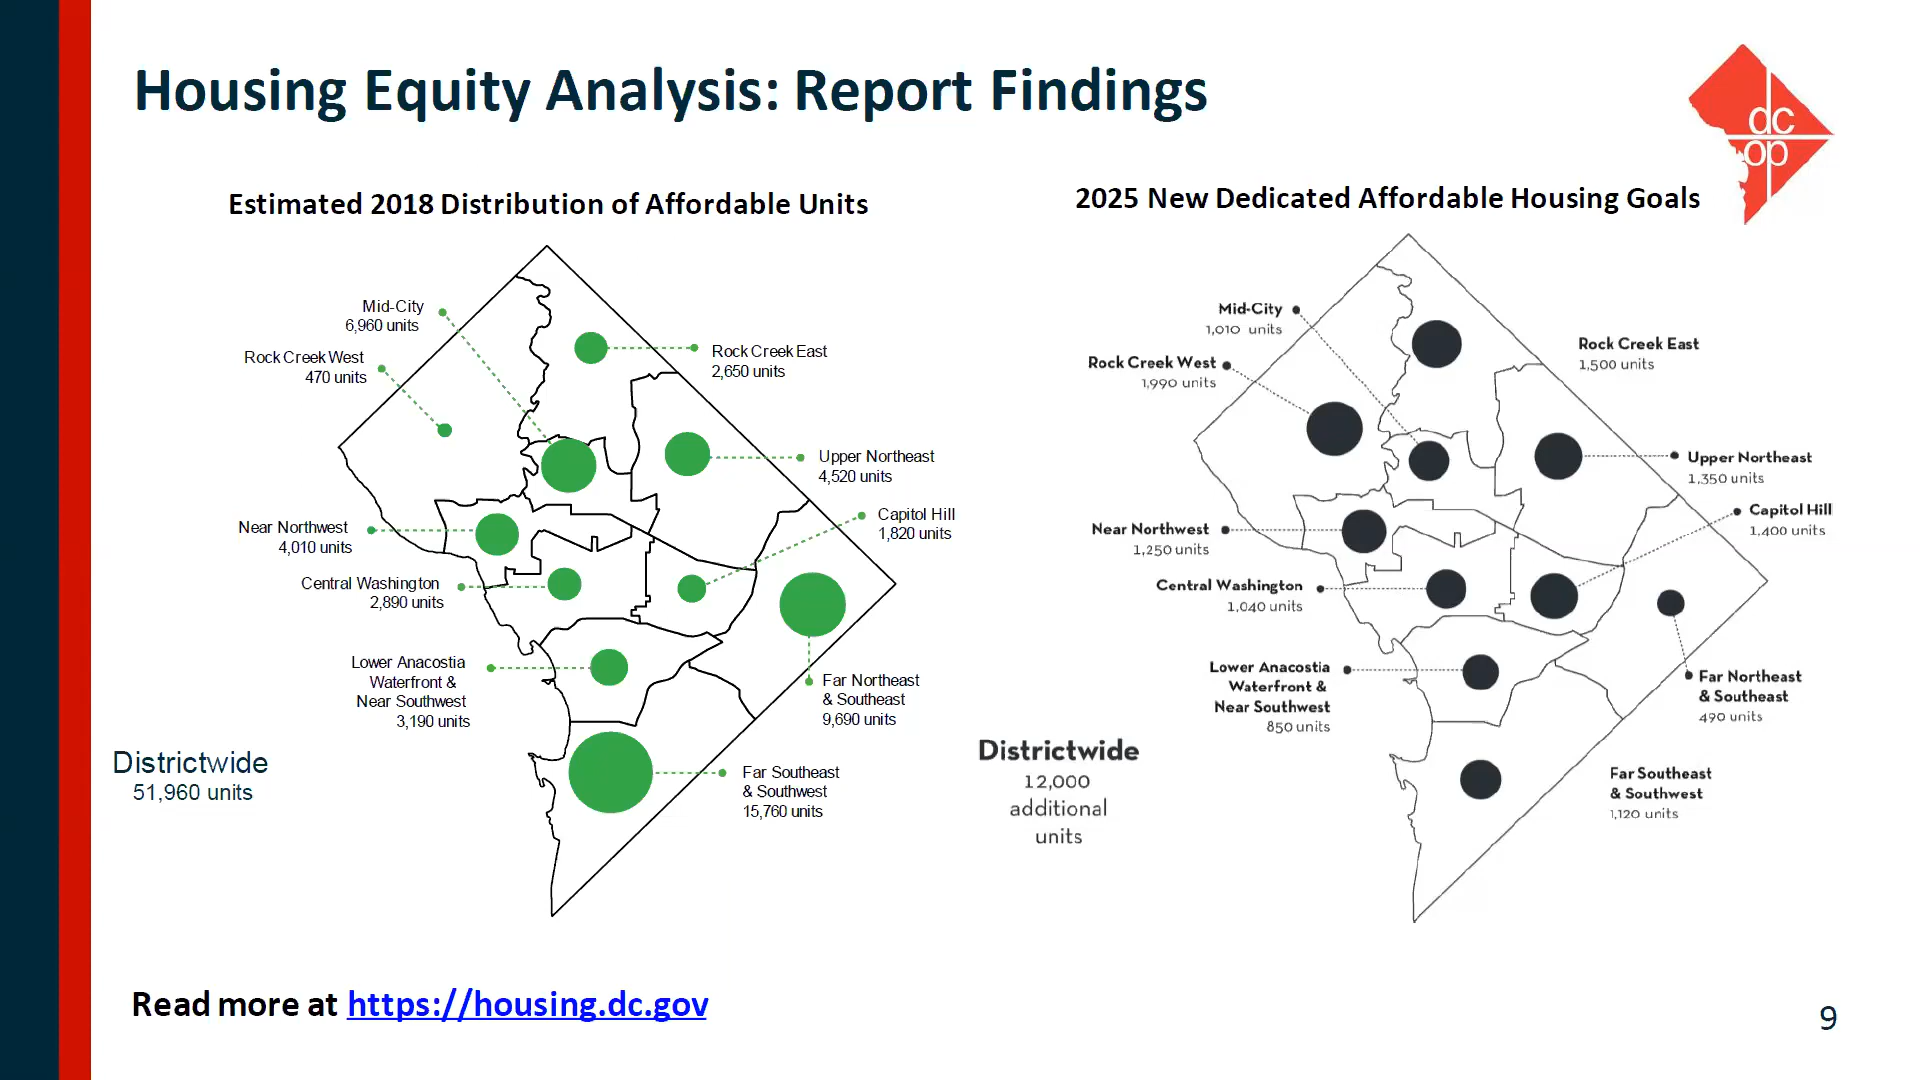 Housing Equity Analysis: Report Findings
dc
op
Estimated 2018 Distribution of Affordable Units
Mid-City
6,960 units
Rock Creek West
470 units
Rock Creek East
2,650 units
Upper Northeast
4,520 units
Capitol Hill
1,820 units
Near Northwest
4,010 units
Central Washington
2,890 units
Lower Anacostia
Waterfront &
Near Southwest
3,190 units
Far Northeast
& Southeast
9,690 units
Far Southeast
& Southwest
15,760 units
Districtwide
51,960 units
2025 New Dedicated Affordable Housing Goals
Mid-City
1,010 units
Rock Creek West
1,990 units
Rock Creek East
1,500 units
Upper Northeast
1,350 units
Capitol Hill
1,400 units
Near Northwest
1,250 units
Central Washington
1,040 units
Lower Anacostia
Waterfront &
Near Southwest
850 units
Far Northeast
& Southeast
490 units
Far Southeast
& Southwest
1,120 units
Districtwide
12,000
additional
units
Read more at https://housing.dc.gov
9